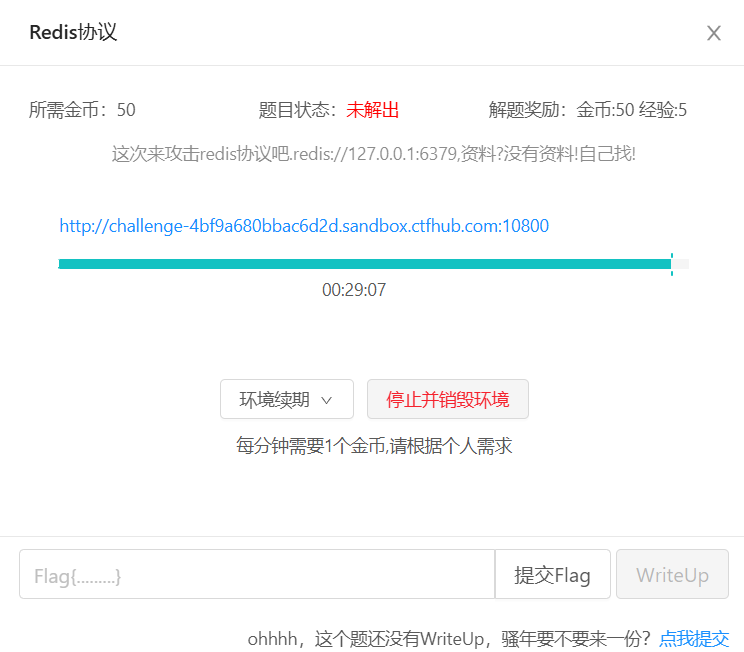 Redis协议
所需金币：50 题目状态：未解出 解题奖励：金币:50 经验:5
这次来攻击redis协议吧.redis://127.0.0.1:6379,资料?没有资料!自己找!
http://challenge-4bf9a680bbac6d2d.sandbox.ctfhub.com:10800
00:29:07
环境续期 停止并销毁环境
每分钟需要1个金币,请根据个人需求
Flag{.........} 提交Flag WriteUp
ohhhh，这个题还没有WriteUp，骚年要不要来一份？点我提交